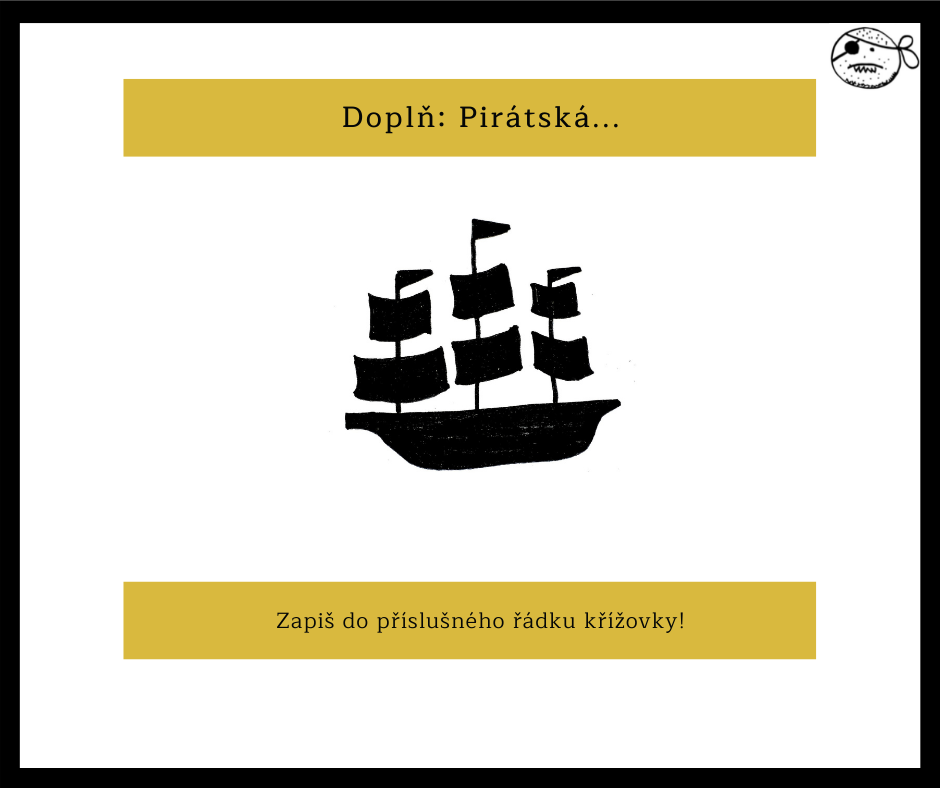 Doplň: Pirátská...
Zapiš do příslušného řádku křížovky!